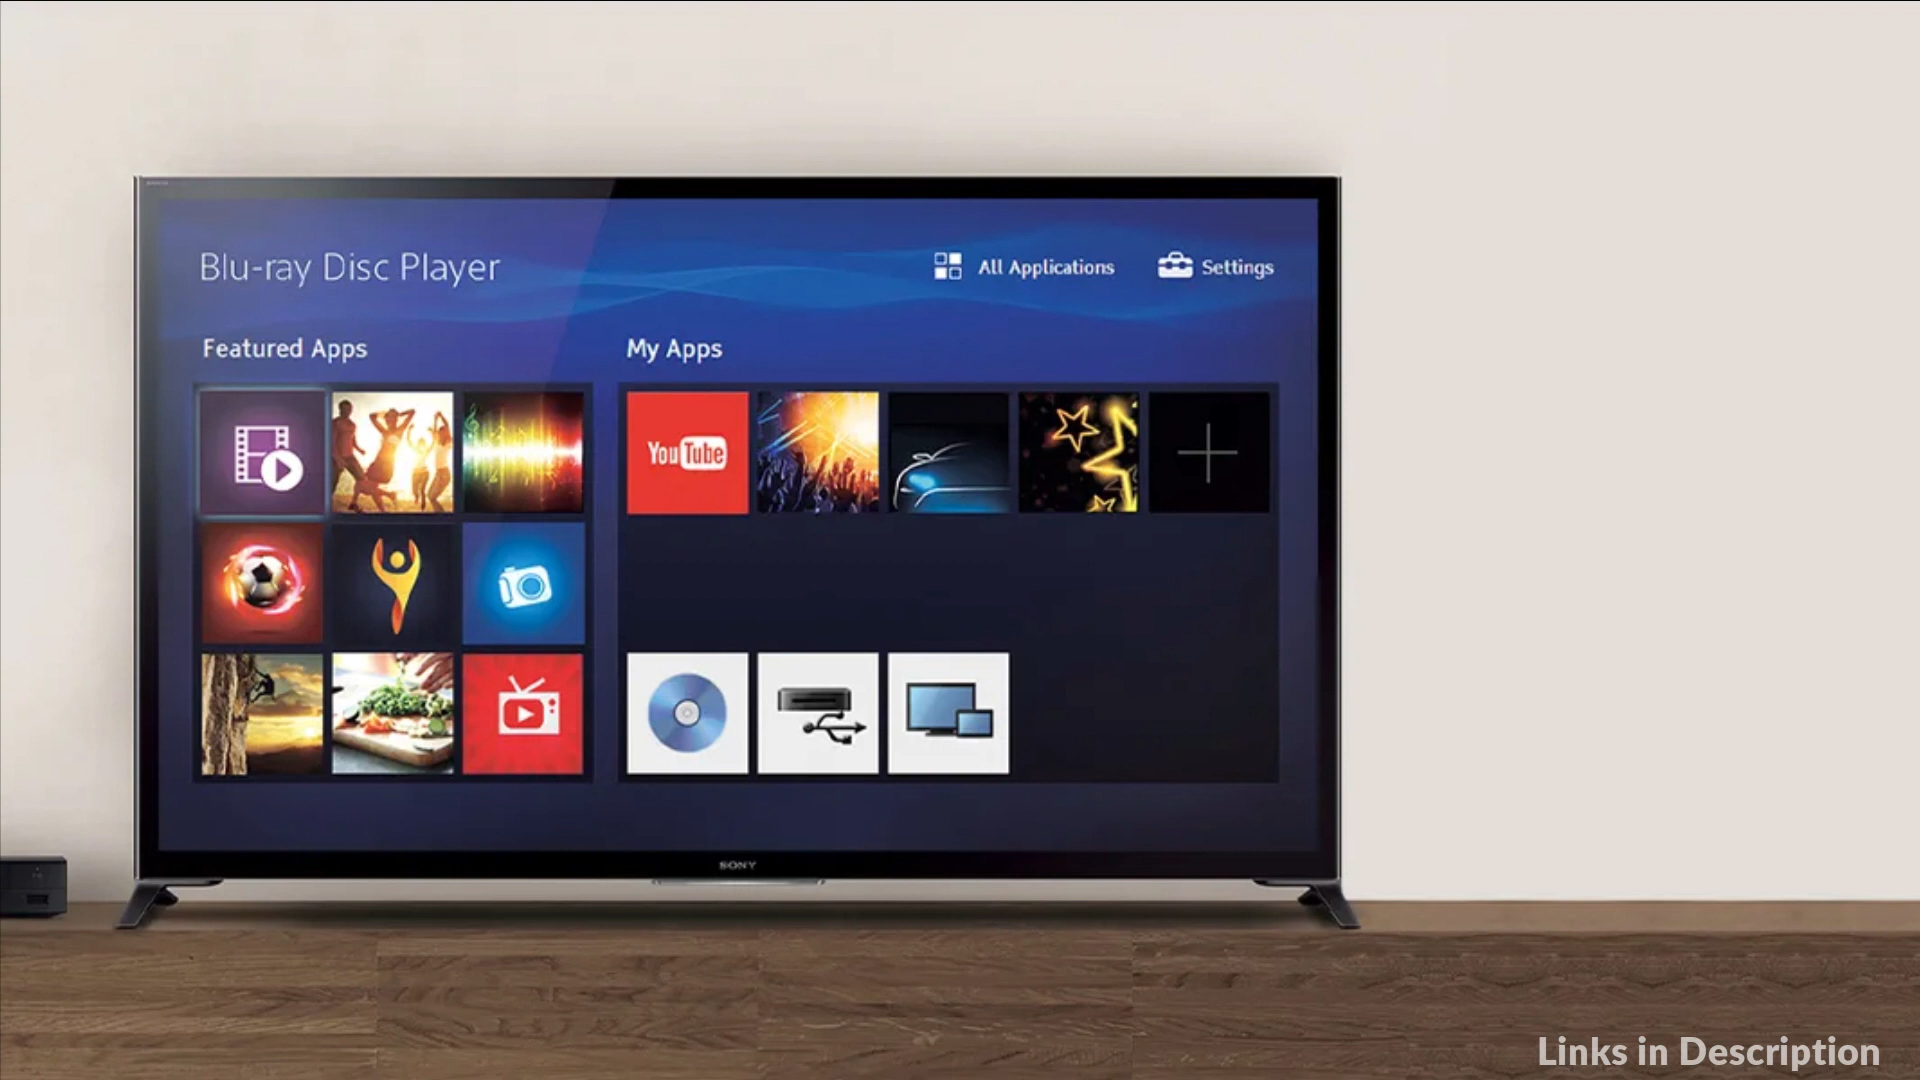 Blu-ray Disc Player
All Applications
Settings
Featured Apps
My Apps
YouTube
SONY
Links in Description